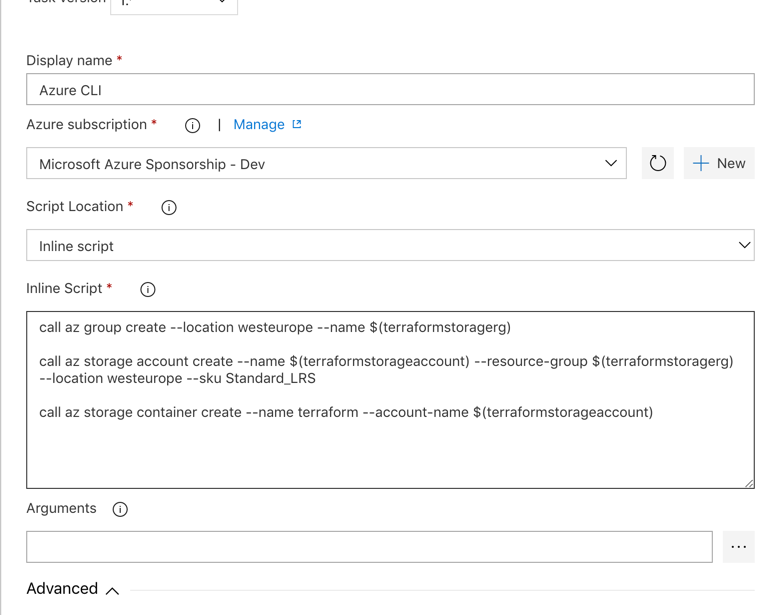 Task version
1.*
Display name *
Azure CLI
Azure subscription * | Manage
Microsoft Azure Sponsorship - Dev
+ New
Script Location *
Inline script
Inline Script *
call az group create --location westeurope --name $(terraformstoragerg)
call az storage account create --name $(terraformstorageaccount) --resource-group $(terraformstoragerg)
--location westeurope --sku Standard_LRS
call az storage container create --name terraform --account-name $(terraformstorageaccount)
Arguments
...
Advanced